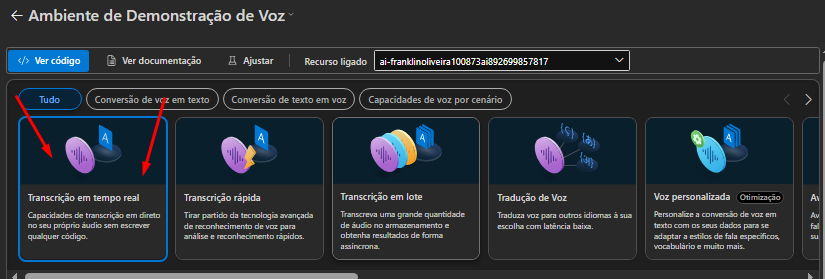 Ambiente de Demonstração de Voz
Ver código
Ver documentação
Ajustar
Recurso ligado
ai-franklinoliveira100873ai892699857817
Tudo
Conversão de voz em texto
Conversão de texto em voz
Capacidades de voz por cenário
Transcrição em tempo real
Capacidades de transcrição em direto
no seu próprio áudio sem escrever
qualquer código.
Transcrição rápida
Tirar partido da tecnologia avançada
de reconhecimento de voz para
análise e reconhecimento rápidos.
Transcrição em lote
Transcreva uma grande quantidade
de áudio no armazenamento e
obtenha resultados de forma
assíncrona.
Tradução de Voz
Traduza voz para outros idiomas à sua
escolha com latência baixa.
Voz personalizada
Otimização
Personalize a conversão de voz em
texto com os seus dados para se
adaptar a estilos de fala específicos,
vocabulário e muito mais.